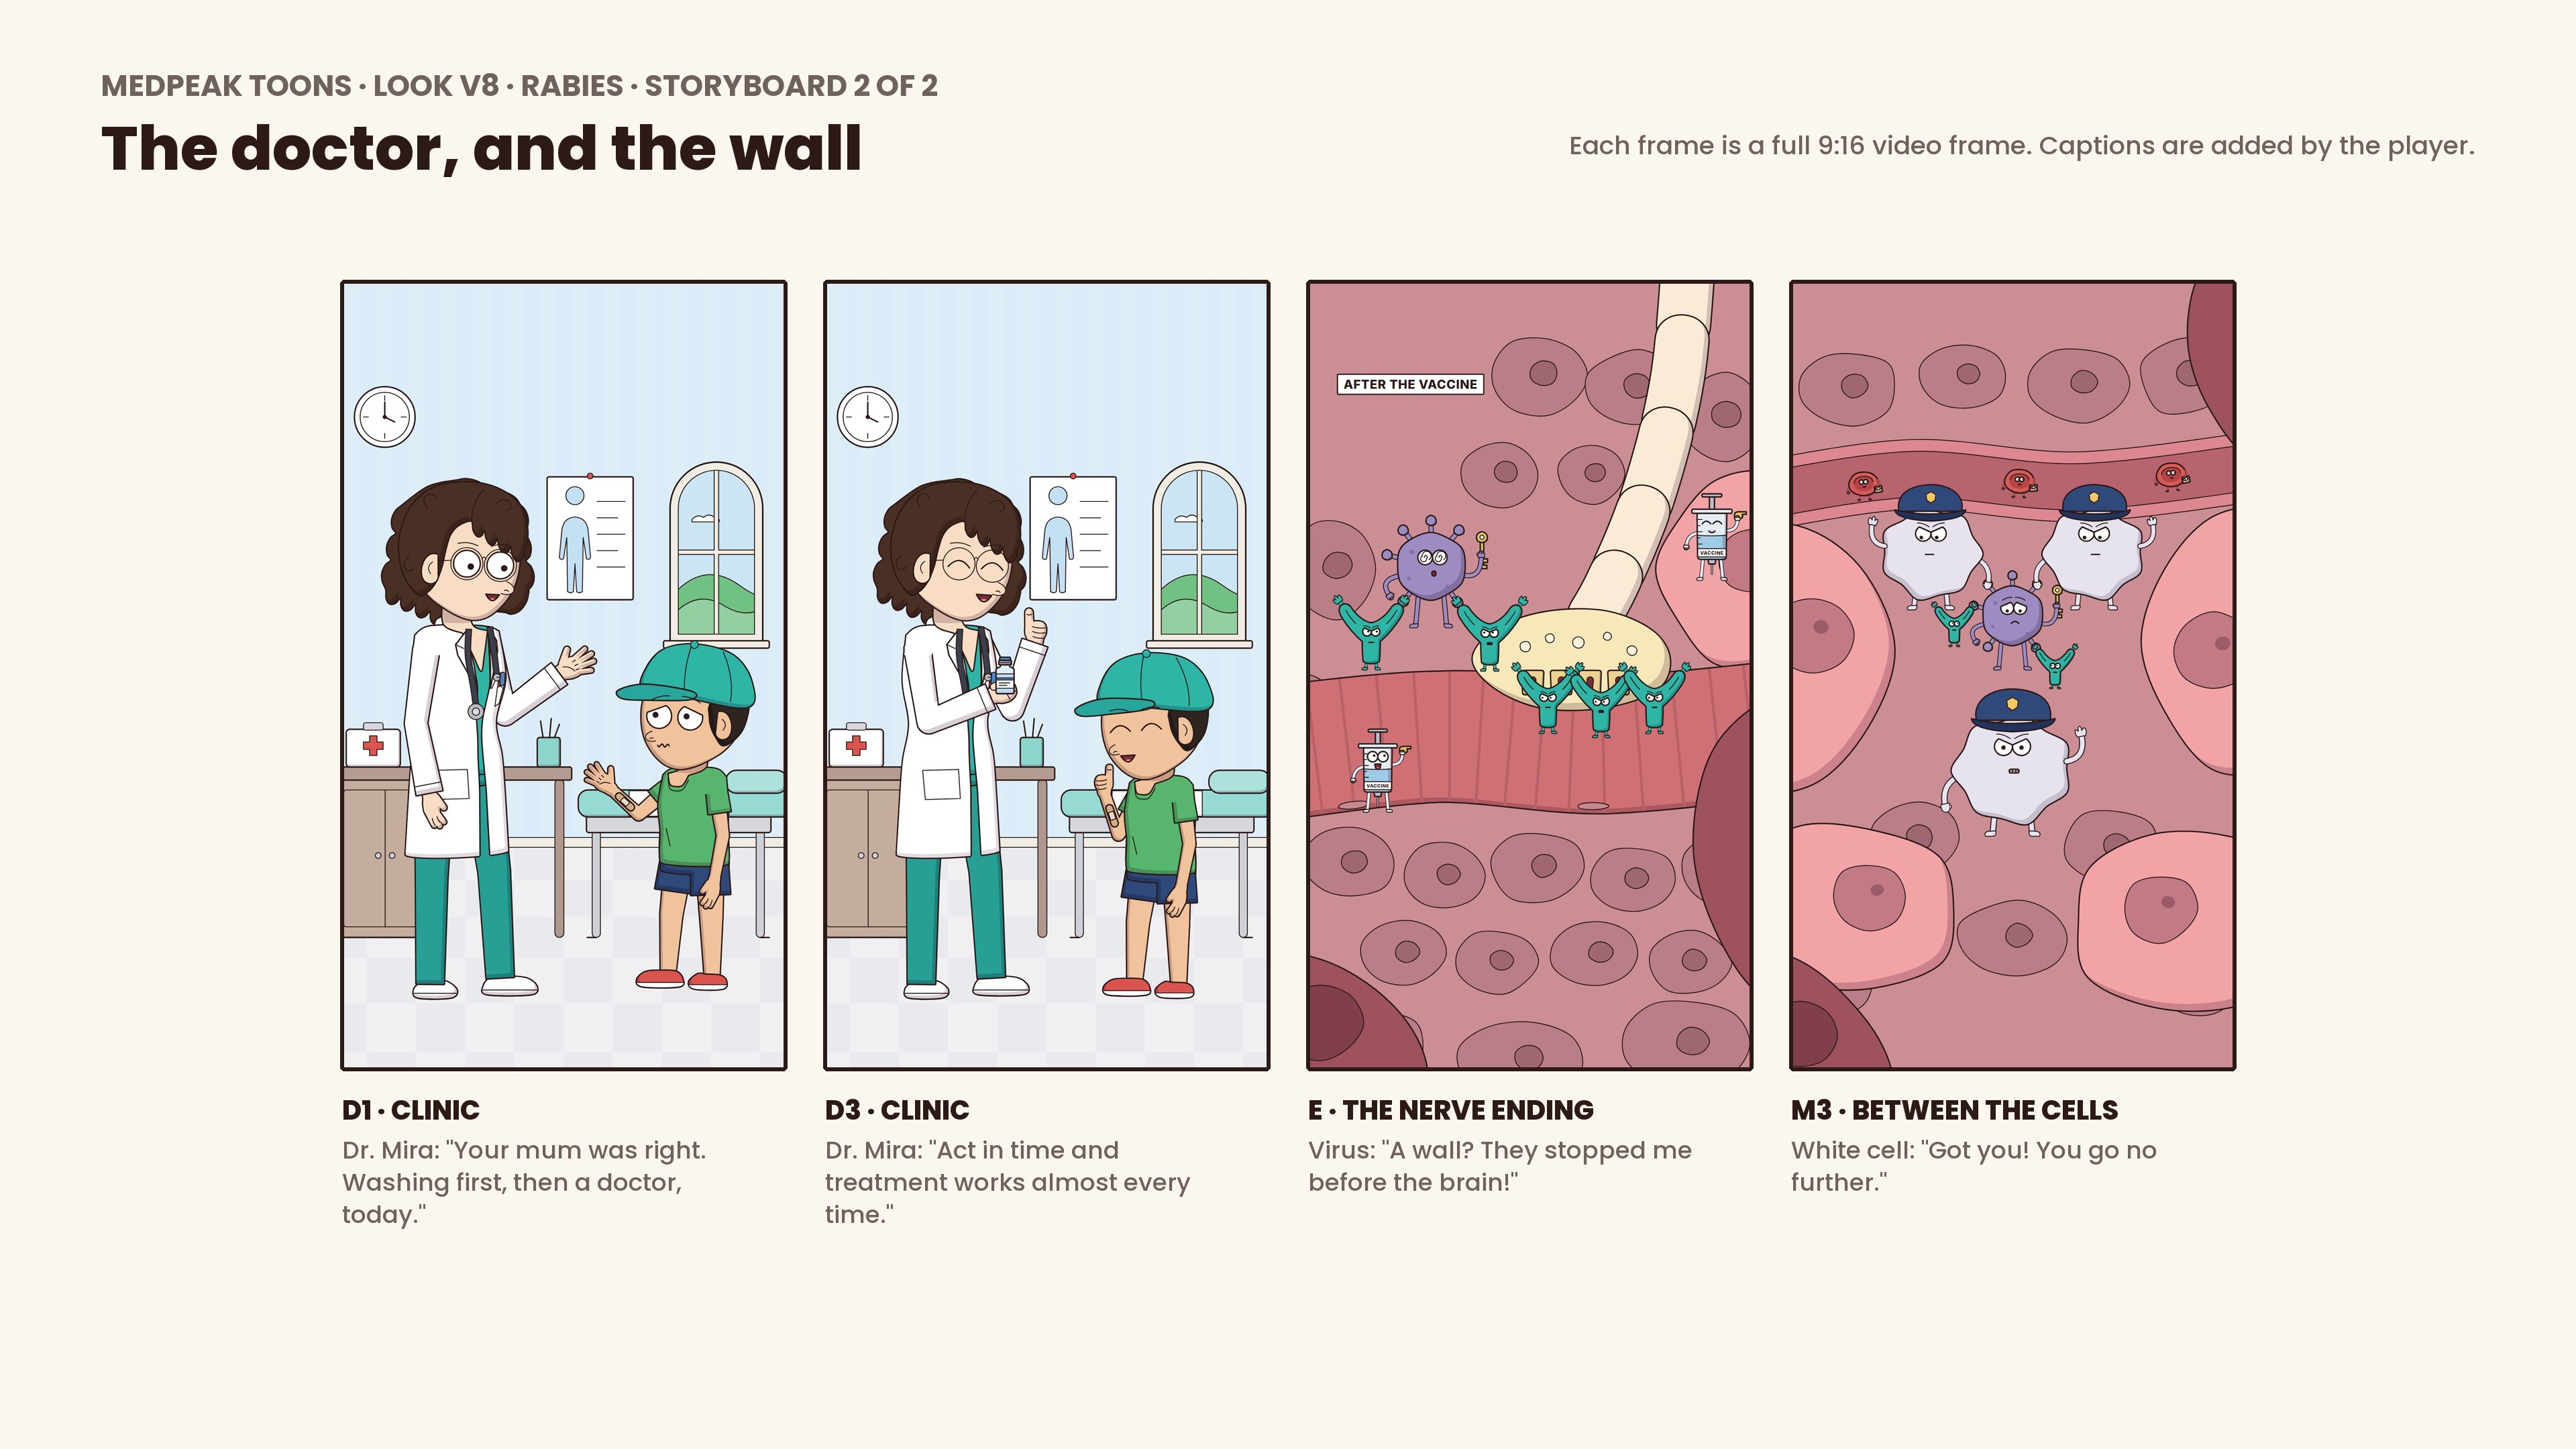 MEDPEAK TOONS · LOOK V8 · RABIES · STORYBOARD 2 OF 2
The doctor, and the wall
Each frame is a full 9:16 video frame. Captions are added by the player.
AFTER THE VACCINE
VACCINE
VACCINE
D1 · CLINIC
Dr. Mira: "Your mum was right.
Washing first, then a doctor,
today."
D3 · CLINIC
Dr. Mira: "Act in time and
treatment works almost every
time."
E · THE NERVE ENDING
Virus: "A wall? They stopped me
before the brain!"
M3 · BETWEEN THE CELLS
White cell: "Got you! You go no
further."